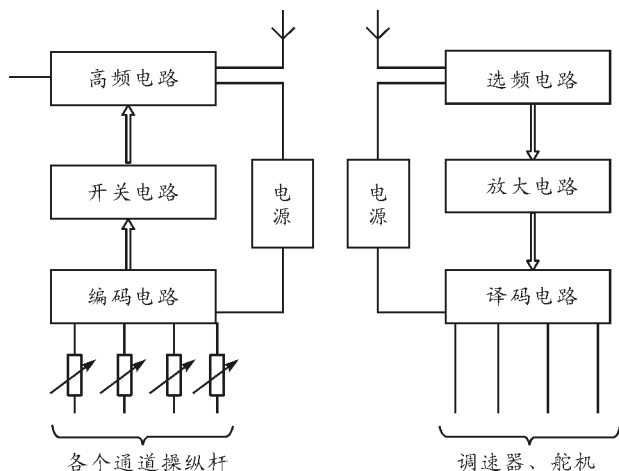 高频电路
选频电路
开关电路
电源
电源
放大电路
编码电路
译码电路
各个通道操纵杆
调速器、舵机